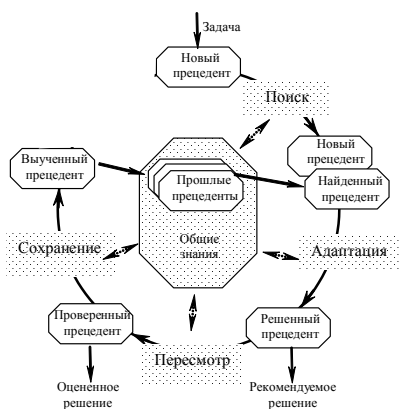 Задача
Новый
прецедент
Поиск
Новый
прецедент
Найденный
прецедент
Выученный
прецедент
Прошлые
прецеденты
Общие
знания
Сохранение
Адаптация
Проверенный
прецедент
Решенный
прецедент
Пересмотр
Оцененное
решение
Рекомендуемое
решение